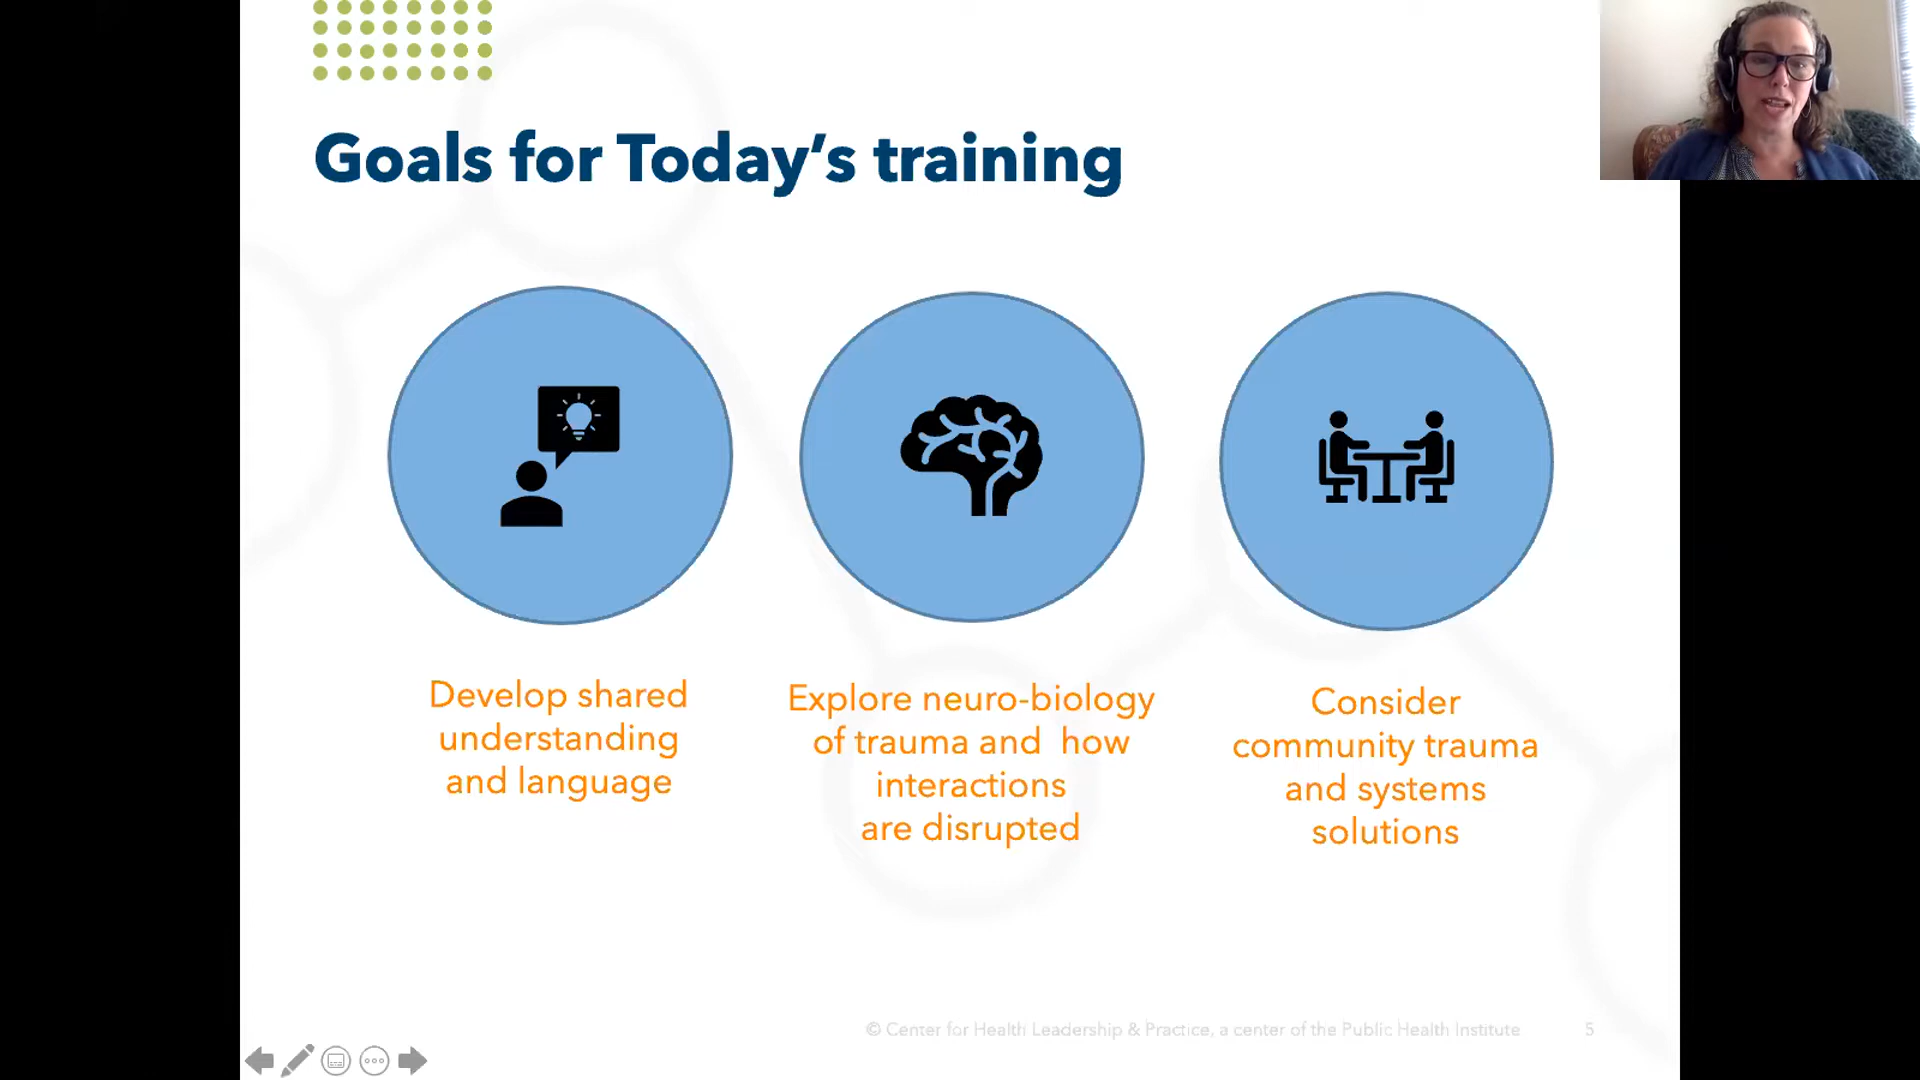 Goals for Today’s training
Develop shared
understanding
and language
Explore neuro-biology
of trauma and  how
interactions
are disrupted
Consider
community trauma
and systems
solutions
© Center for Health Leadership & Practice, a center of the Public Health Institute
5